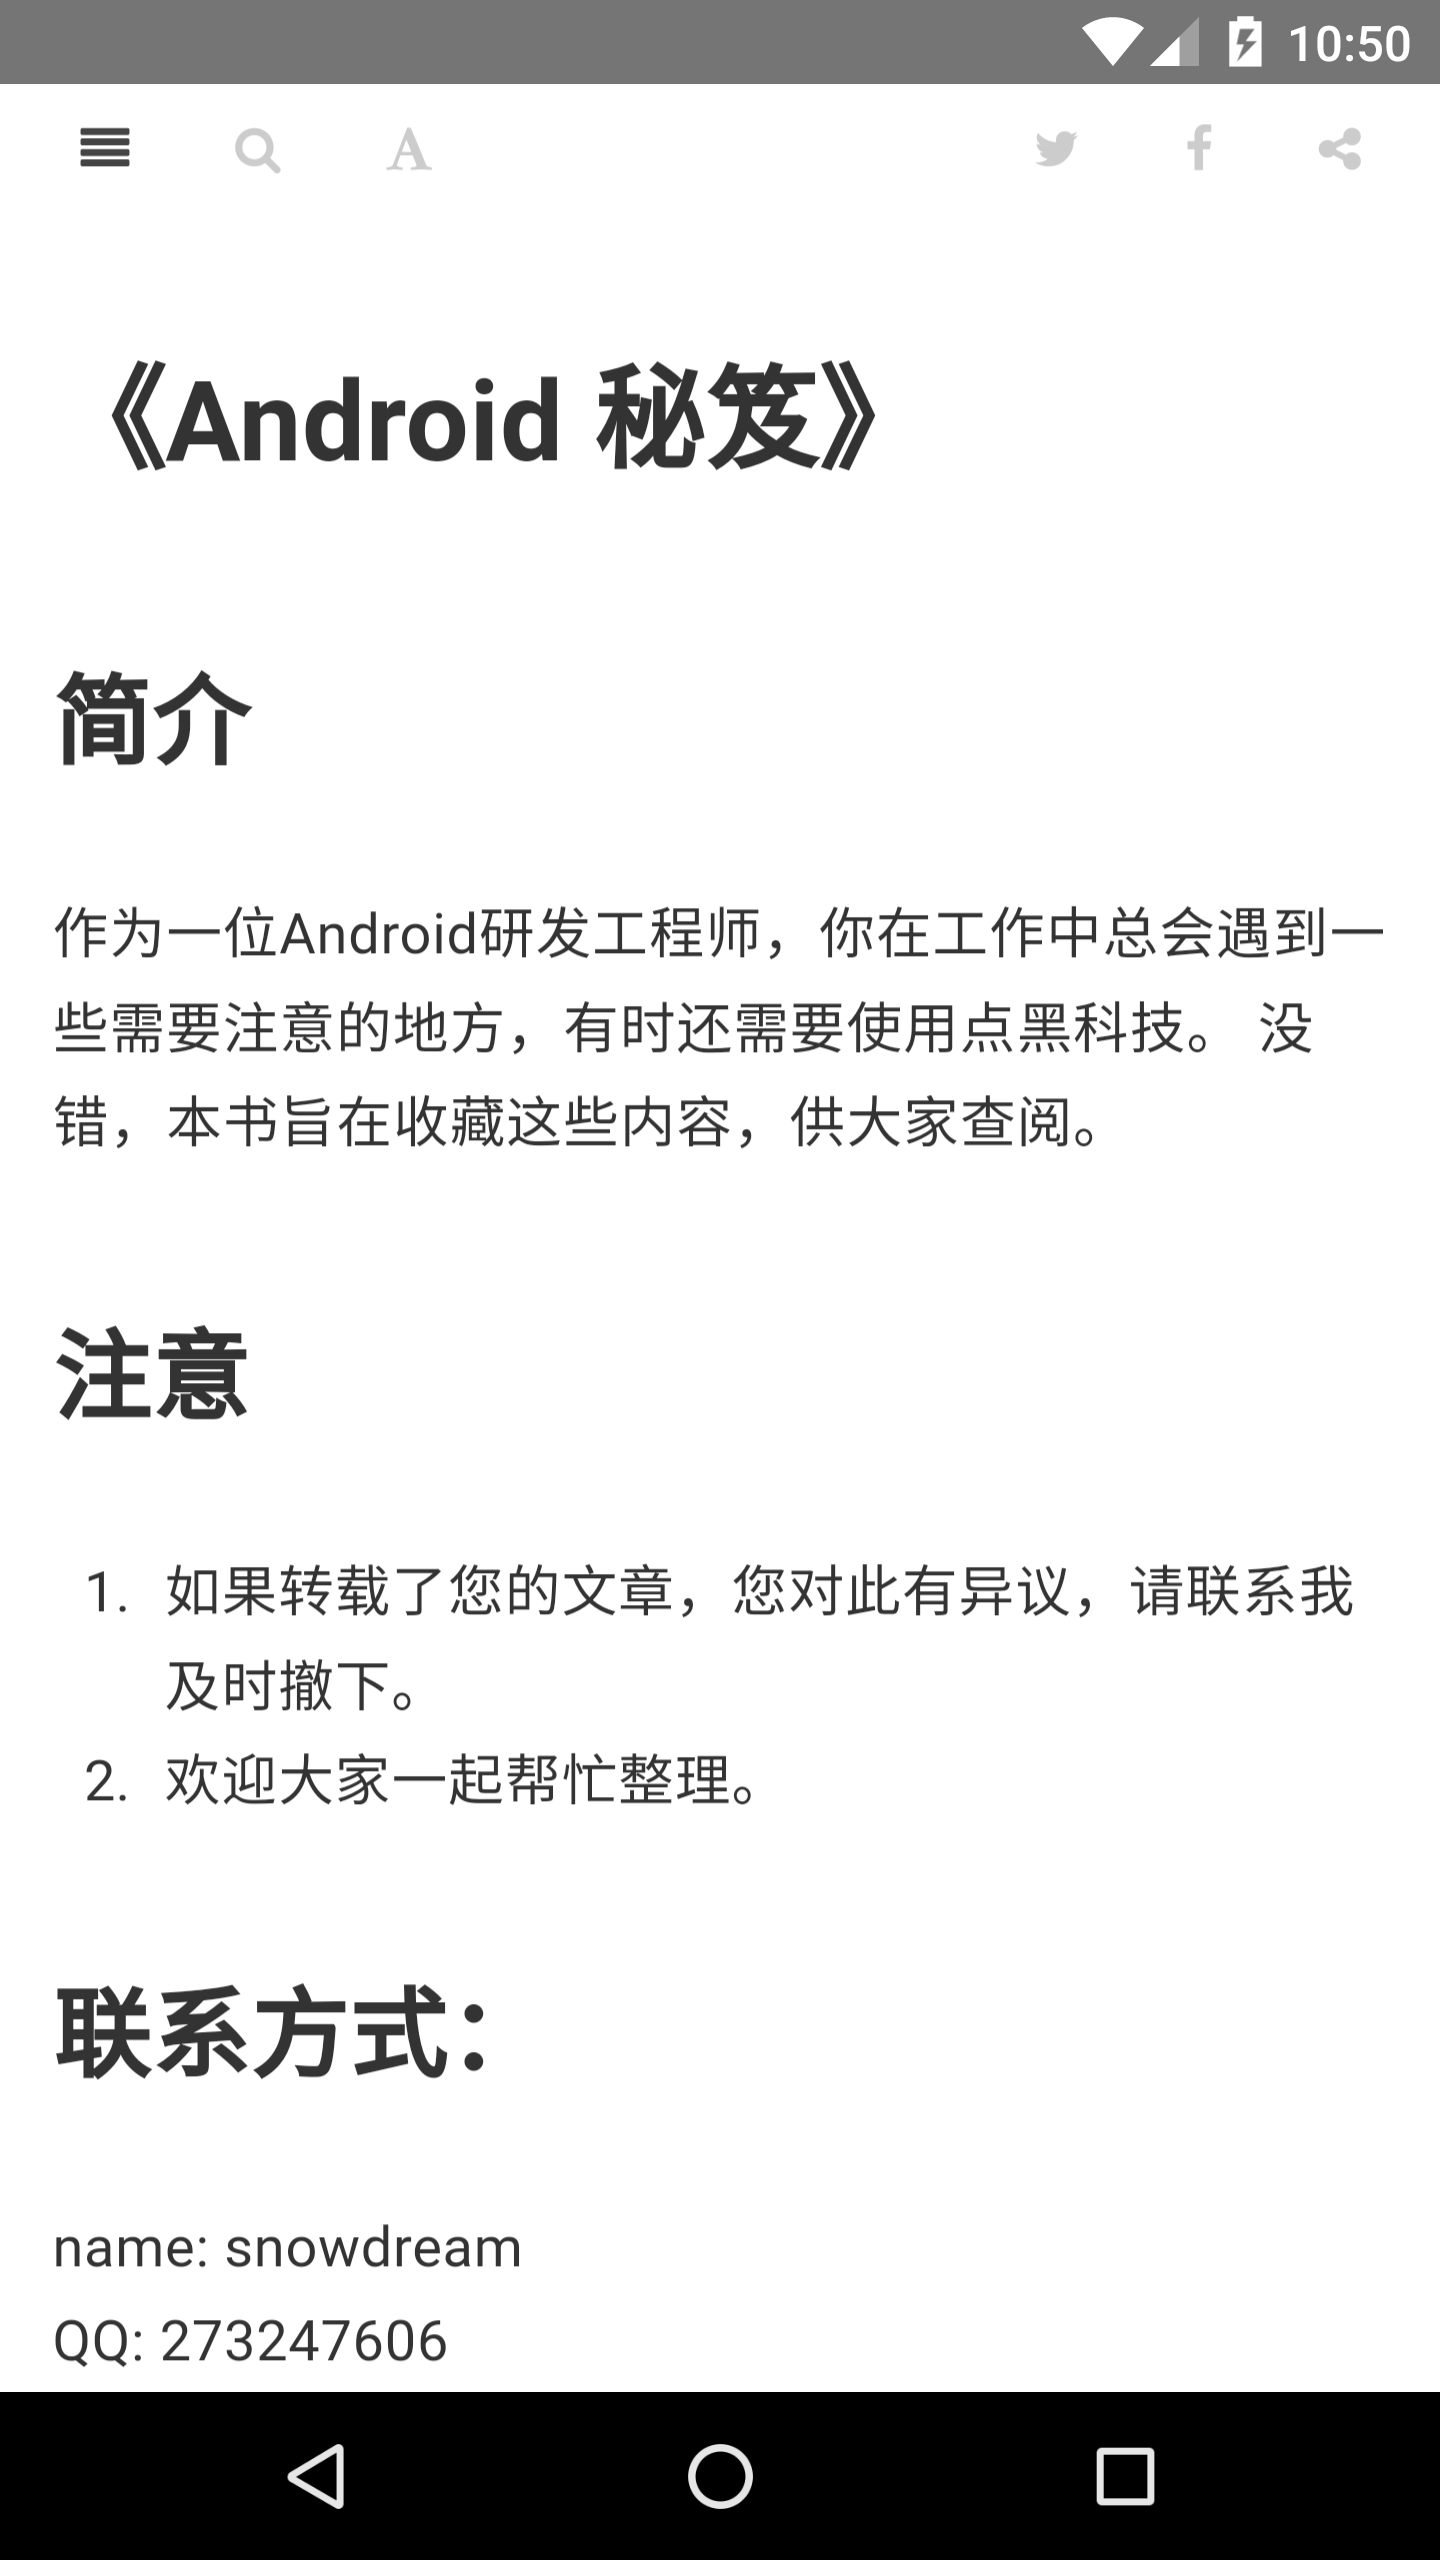 10:50
《Android 秘笈》
简介
作为一位Android研发工程师，你在工作中总会遇到一
些需要注意的地方，有时还需要使用点黑科技。 没
错，本书旨在收藏这些内容，供大家查阅。
注意
1. 如果转载了您的文章，您对此有异议，请联系我
及时撤下。
2. 欢迎大家一起帮忙整理。
联系方式：
name: snowdream
QQ: 273247606